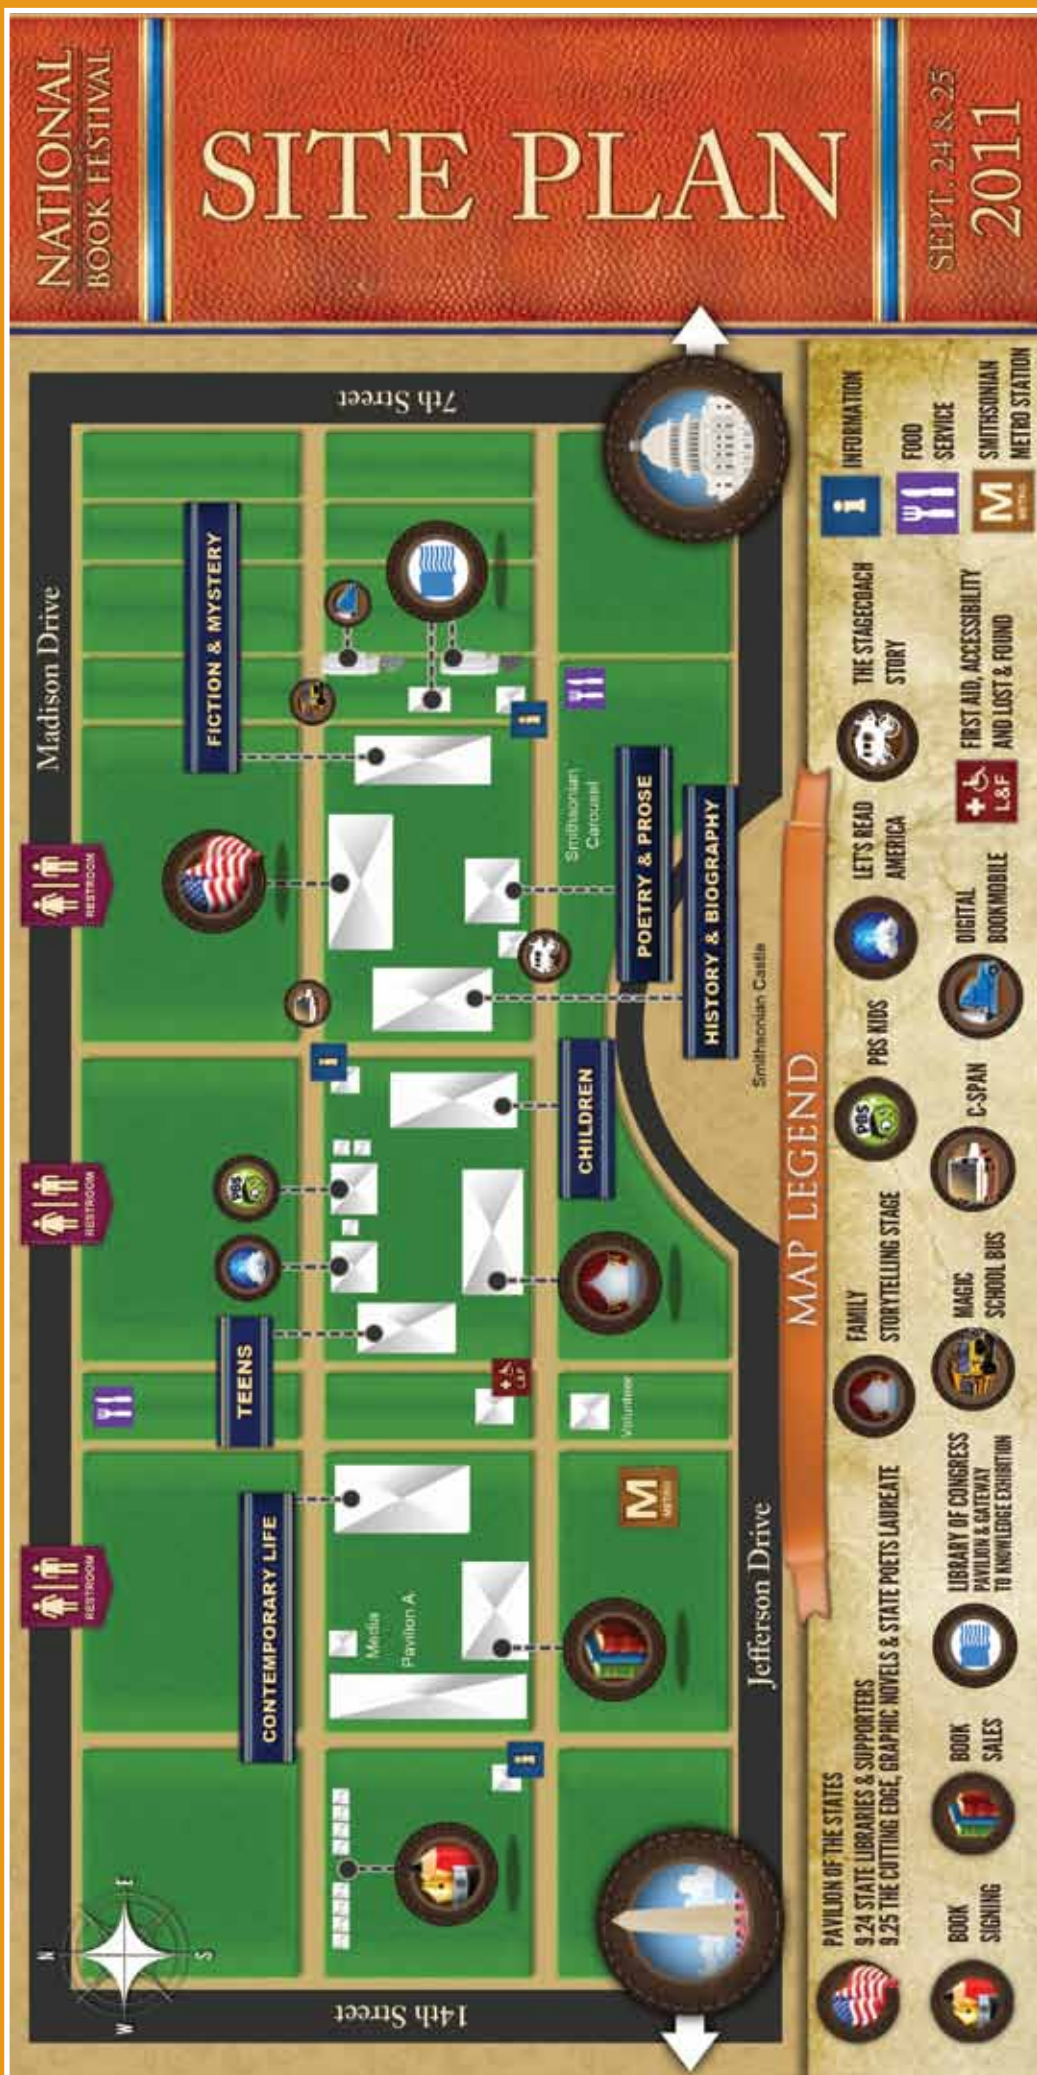 NATIONAL
BOOK FESTIVAL
SITE PLAN
SEPT. 24 & 25
2011
Madison Drive
7th Street
14th Street
Jefferson Drive
N
E
S
W
RESTROOM
RESTROOM
RESTROOM
CONTEMPORARY LIFE
TEENS
FICTION & MYSTERY
PBS
Media
Pavilion A
i
i
i
L&F
Volunteer
M
METRO
CHILDREN
POETRY & PROSE
HISTORY & BIOGRAPHY
Smithsonian
Carousel
Smithsonian Castle
MAP LEGEND
PAVILION OF THE STATES
9.24 STATE LIBRARIES & SUPPORTERS
9.25 THE CUTTING EDGE, GRAPHIC NOVELS & STATE POETS LAUREATE
FAMILY
STORYTELLING STAGE
PBS
PBS KIDS
LET'S READ
AMERICA
THE STAGECOACH
STORY
i
INFORMATION
FOOD
SERVICE
BOOK
SIGNING
BOOK
SALES
LIBRARY OF CONGRESS
PAVILION & GATEWAY
TO KNOWLEDGE EXHIBITION
MAGIC
SCHOOL BUS
C-SPAN
DIGITAL
BOOKMOBILE
L&F
FIRST AID, ACCESSIBILITY
AND LOST & FOUND
M
METRO
SMITHSONIAN
METRO STATION